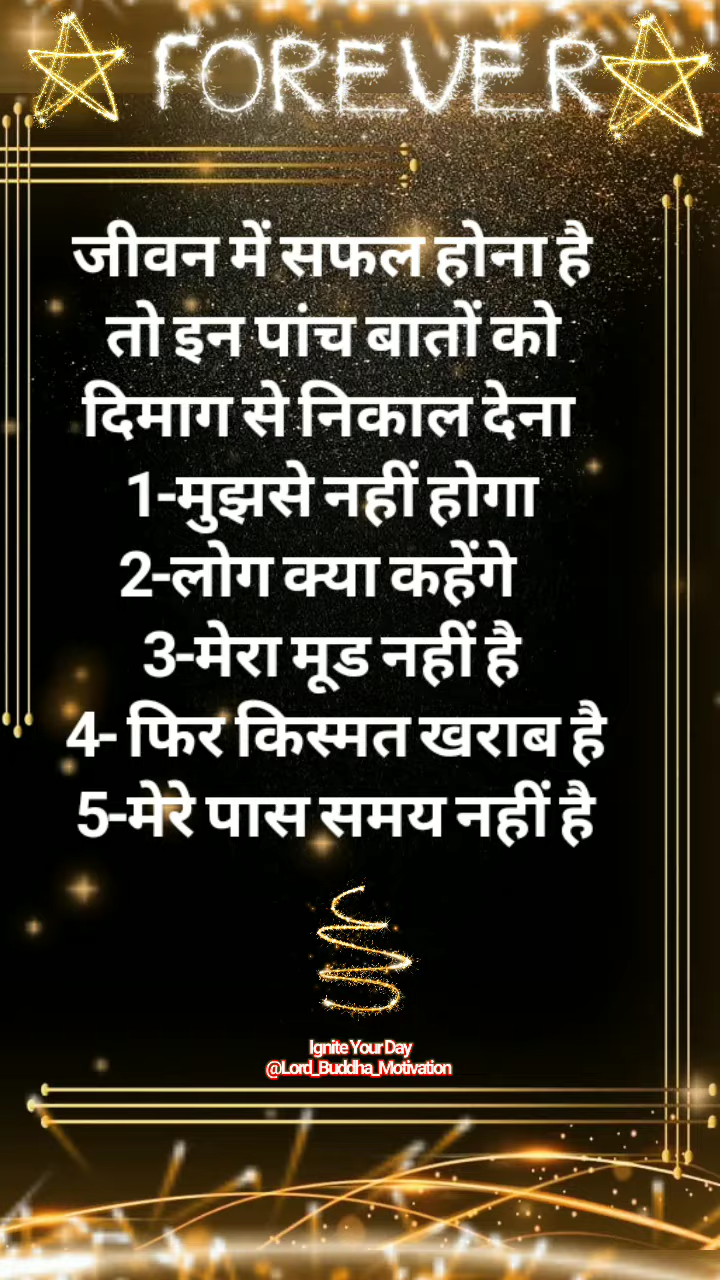 FOREVER
जीवन में सफल होना है
तो इन पांच बातों को
दिमाग से निकाल देना
1-मुझसे नहीं होगा
2-लोग क्या कहेंगे
3-मेरा मूड नहीं है
4- फिर किस्मत खराब है
5-मेरे पास समय नहीं है
Ignite Your Day
@Lord_Buddha_Motivation